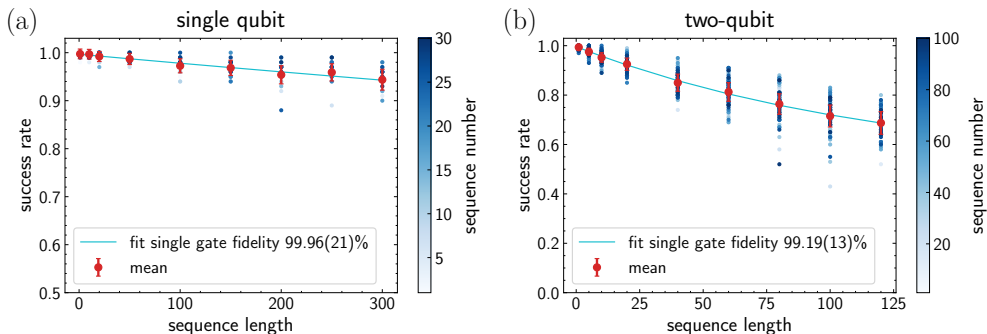 (a)
single qubit
1.0
0.9
0.8
0.7
0.6
0.5
success rate
0
100
200
300
sequence length
fit single gate fidelity 99.96(21)%
mean
30
25
20
15
10
5
sequence number
(b)
two-qubit
1.0
0.8
0.6
0.4
0.2
0.0
success rate
0
25
50
75
100
125
sequence length
fit single gate fidelity 99.19(13)%
mean
100
80
60
40
20
sequence number